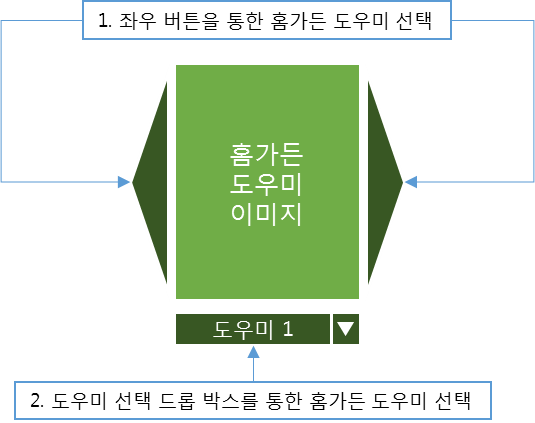 1. 좌우 버튼을 통한 홈가든 도우미 선택
홈가든
도우미
이미지
도우미 1
2. 도우미 선택 드롭 박스를 통한 홈가든 도우미 선택